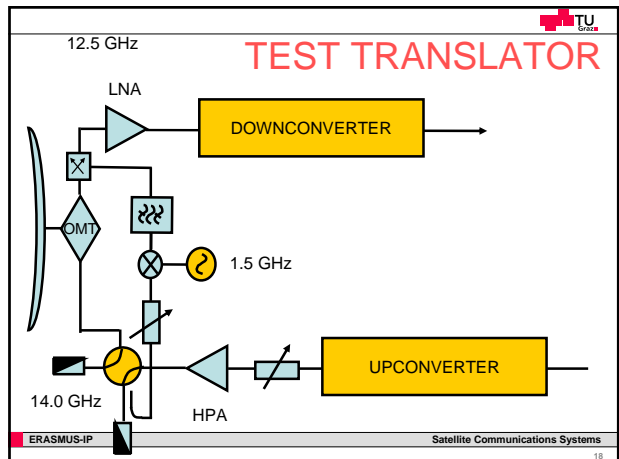 TU
Graz
12.5 GHz
TEST TRANSLATOR
LNA
DOWNCONVERTER
OMT
1.5 GHz
UPCONVERTER
14.0 GHz
HPA
ERASMUS-IP
Satellite Communications Systems
18